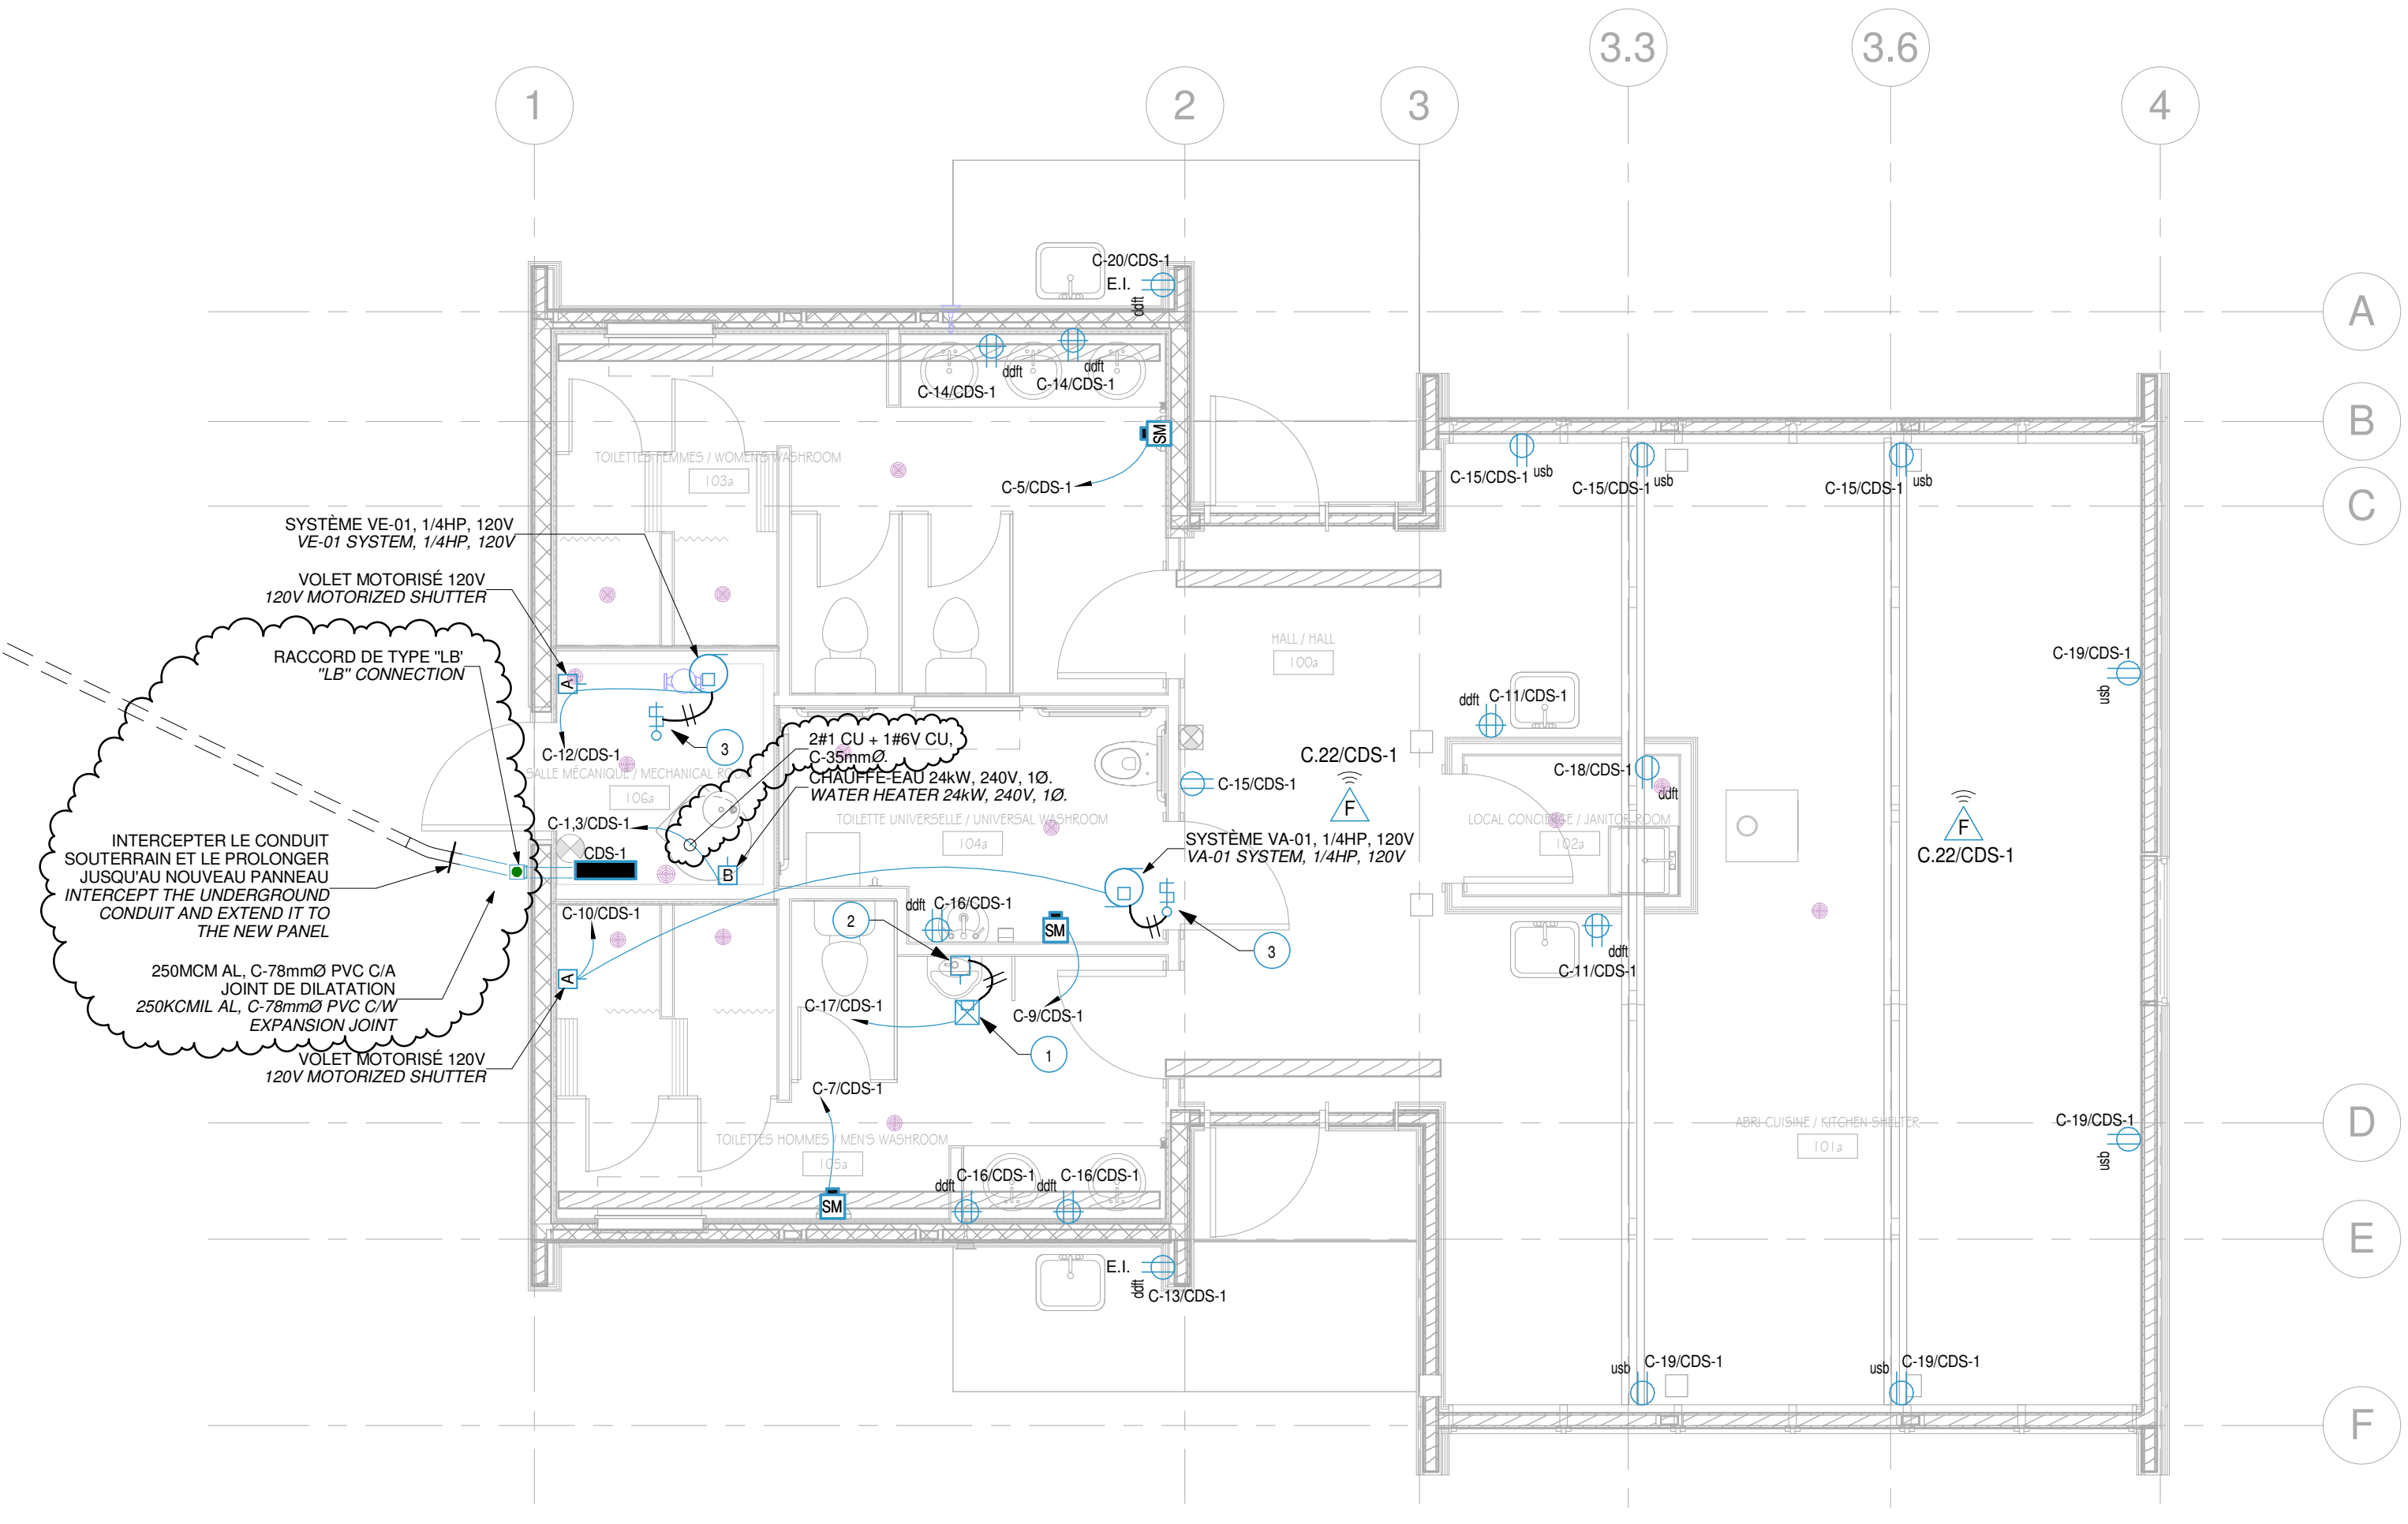 3.3
3.6
1
2
3
4
C-20/CDS-1
E.I.
ddft
A
ddft
ddft
C-14/CDS-1
C-14/CDS-1
SM
B
TOILETTES FEMMES / WOMEN'S WASHROOM
103a
C-5/CDS-1
C-15/CDS-1
usb
C-15/CDS-1
usb
C-15/CDS-1
usb
C
SYSTÈME VE-01, 1/4HP, 120V
VE-01 SYSTEM, 1/4HP, 120V
VOLET MOTORISÉ 120V
120V MOTORIZED SHUTTER
RACCORD DE TYPE "LB'
"LB" CONNECTION
A
HALL / HALL
100a
C-19/CDS-1
usb
ddft
C-11/CDS-1
C-12/CDS-1
3
2#1 CU + 1#6V CU,
C-35mmØ.
CHAUFFE-EAU 24kW, 240V, 1Ø.
WATER HEATER 24kW, 240V, 1Ø.
SALLE MÉCANIQUE / MECHANICAL ROOM
106a
C.22/CDS-1
F
C-15/CDS-1
C-18/CDS-1
ddft
C-1,3/CDS-1
TOILETTE UNIVERSELLE / UNIVERSAL WASHROOM
104a
LOCAL CONCIERGE / JANITOR ROOM
102a
F
C.22/CDS-1
INTERCEPTER LE CONDUIT
SOUTERRAIN ET LE PROLONGER
JUSQU'AU NOUVEAU PANNEAU
INTERCEPT THE UNDERGROUND
CONDUIT AND EXTEND IT TO
THE NEW PANEL
CDS-1
B
SYSTÈME VA-01, 1/4HP, 120V
VA-01 SYSTEM, 1/4HP, 120V
C-10/CDS-1
2
ddft
C-16/CDS-1
SM
3
ddft
C-11/CDS-1
250MCM AL, C-78mmØ PVC C/A
JOINT DE DILATATION
250KCMIL AL, C-78mmØ PVC C/W
EXPANSION JOINT
A
C-17/CDS-1
C-9/CDS-1
1
VOLET MOTORISÉ 120V
120V MOTORIZED SHUTTER
C-7/CDS-1
TOILETTES HOMMES / MEN'S WASHROOM
105a
ABRI CUISINE / KITCHEN SHELTER
101a
C-19/CDS-1
usb
D
ddft
C-16/CDS-1
ddft
C-16/CDS-1
SM
E
E.I.
ddft
C-13/CDS-1
usb
C-19/CDS-1
usb
C-19/CDS-1
F